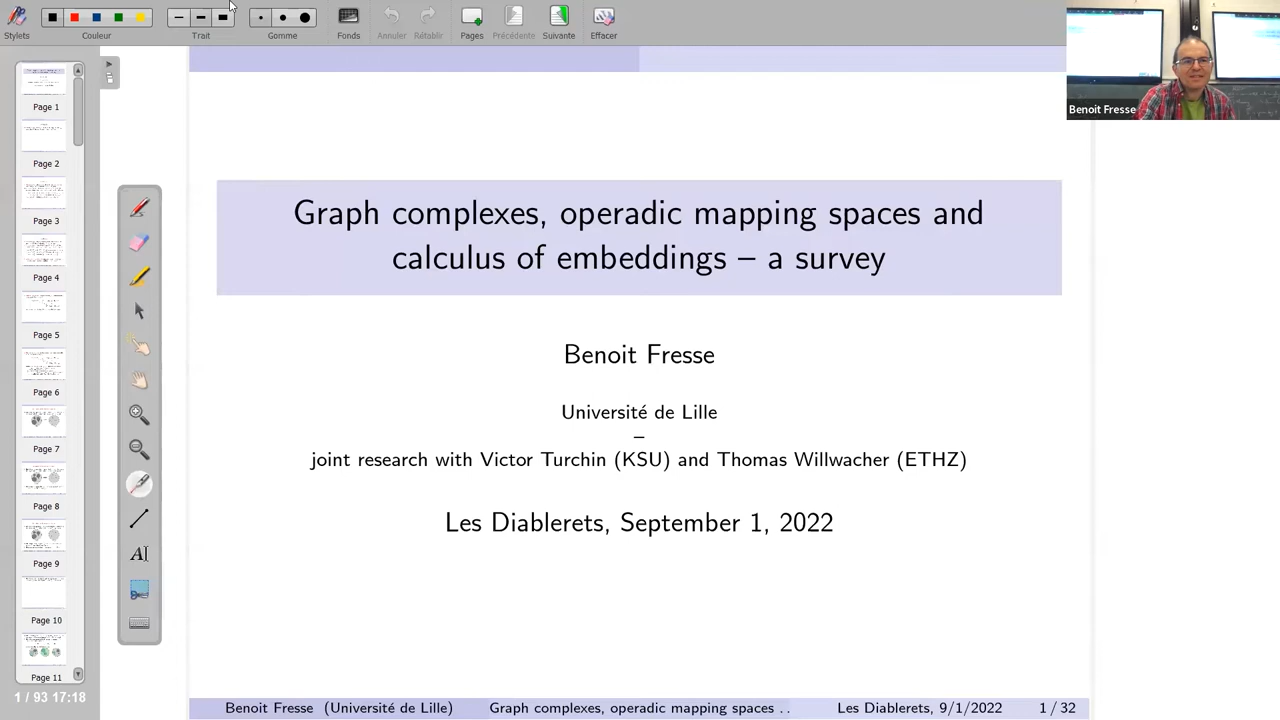 Stylets
Couleur
Trait
Gomme
Fonds
Annuler
Rétablir
Pages
Précédente
Suivante
Effacer
Page 1
Page 2
Page 3
Page 4
Page 5
Page 6
Page 7
Page 8
Page 9
Page 10
Page 11
1 / 93 17:18
A
Benoit Fresse
Graph complexes, operadic mapping spaces and
calculus of embeddings – a survey
Benoit Fresse
Université de Lille
–
joint research with Victor Turchin (KSU) and Thomas Willwacher (ETHZ)
Les Diablerets, September 1, 2022
Benoit Fresse (Université de Lille) Graph complexes, operadic mapping spaces . . Les Diablerets, 9/1/2022 1 / 32